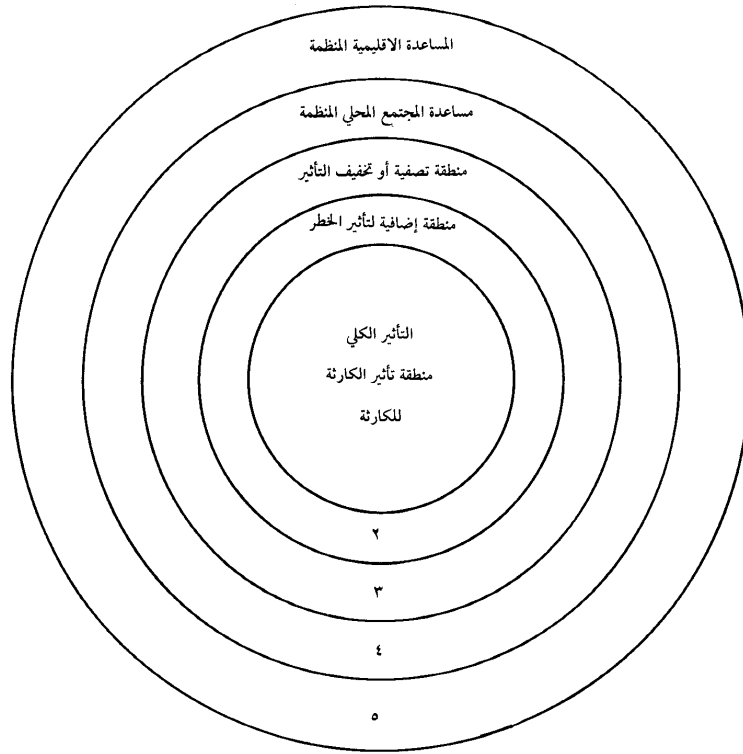 المساعدة الاقليمية المنظمة
مساعدة المجتمع المحلي المنظمة
منطقة تصفية أو تخفيف التأثير
منطقة إضافية لتأثير الخطر
التأثير الكلي
منطقة تأثير الكارثة
للكارثة
٢
٣
٤
٥